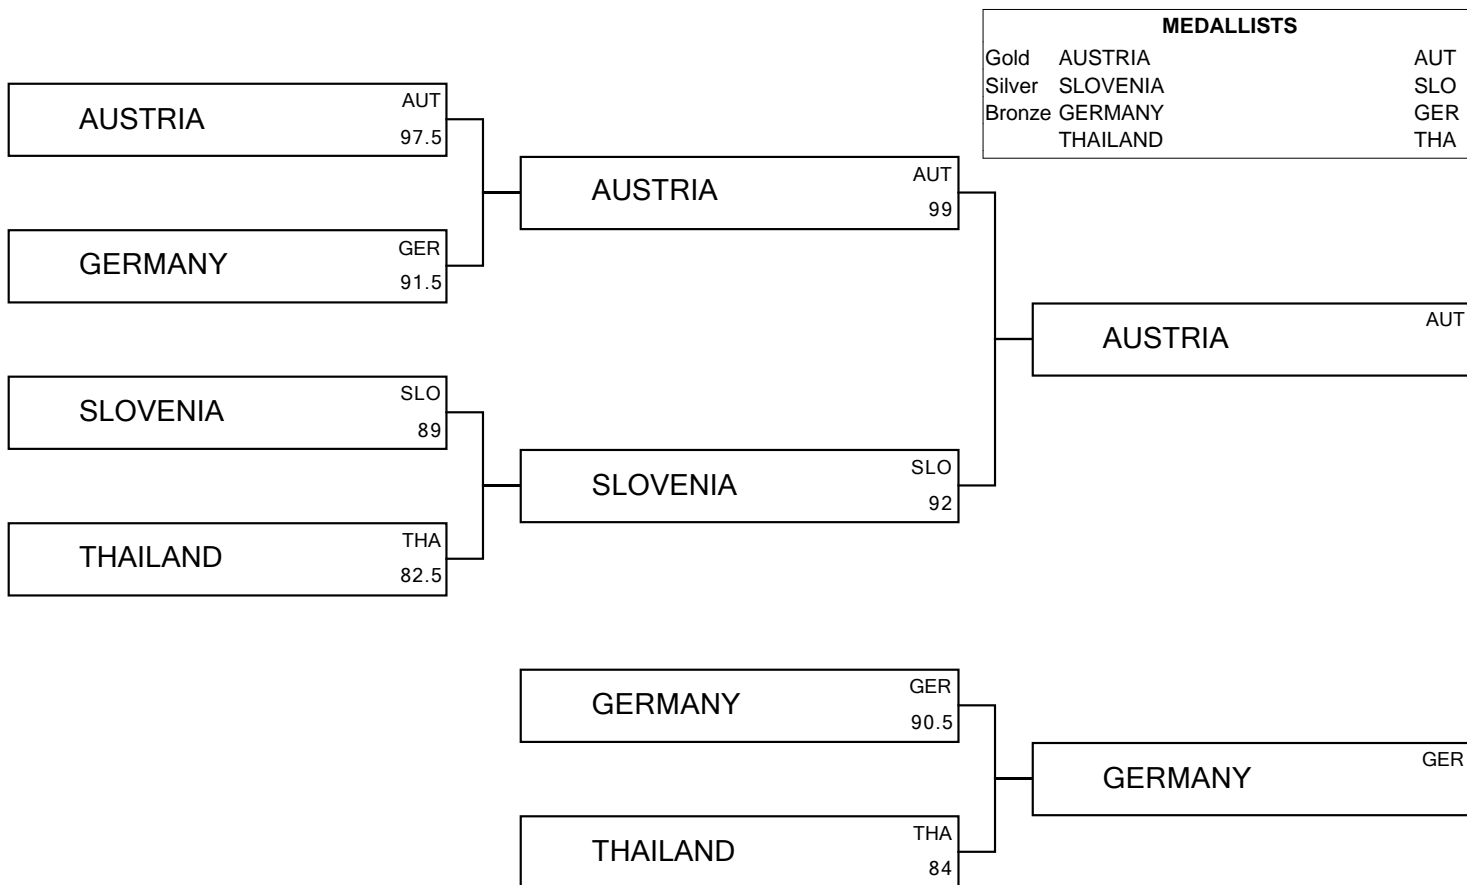 MEDALLISTS
Gold AUSTRIA AUT
Silver SLOVENIA SLO
Bronze GERMANY GER
THAILAND THA
AUSTRIA AUT
97.5
GERMANY GER
91.5
SLOVENIA SLO
89
THAILAND THA
82.5
AUSTRIA AUT
99
SLOVENIA SLO
92
AUSTRIA AUT
GERMANY GER
90.5
THAILAND THA
84
GERMANY GER